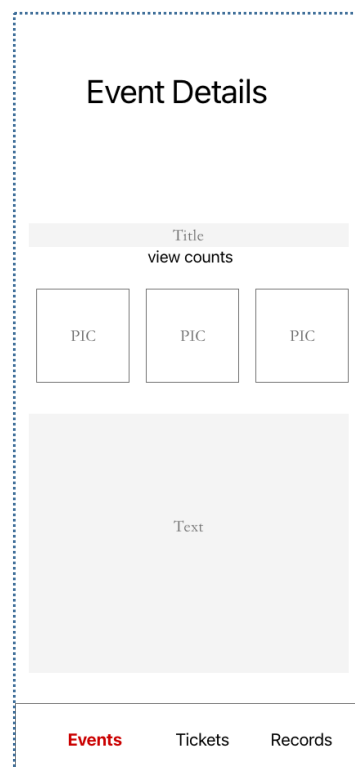 Event Details
Title
view counts
PIC PIC PIC
Text
Events Tickets Records